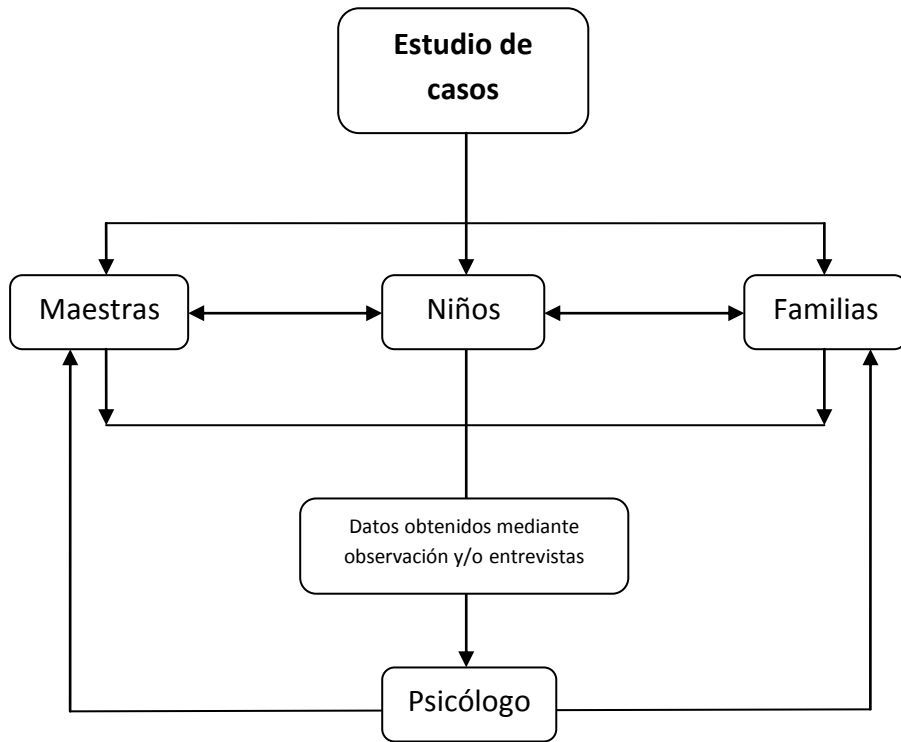 Estudio de
casos
Maestras
Niños
Familias
Datos obtenidos mediante
observación y/o entrevistas
Psicólogo